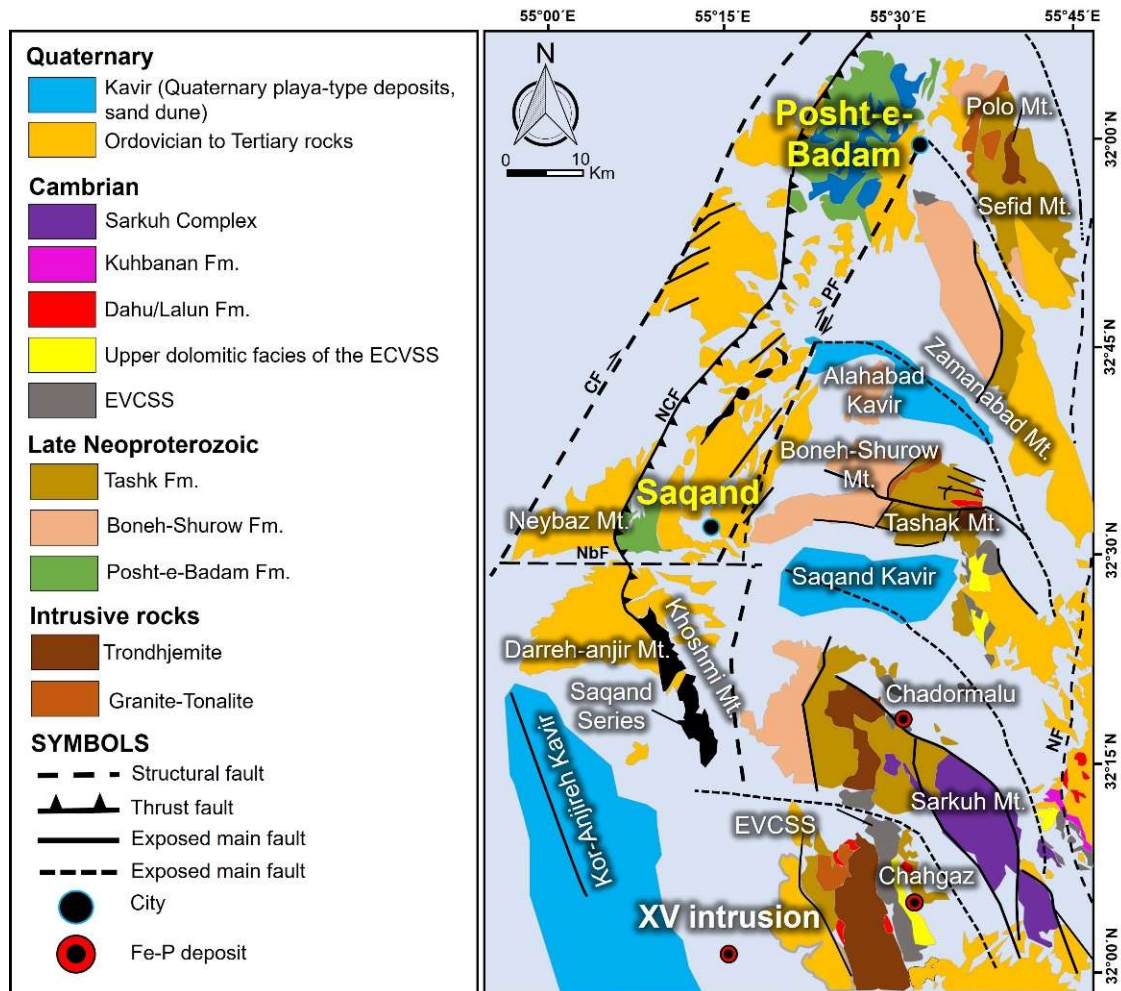 Quaternary
Kavir (Quaternary playa-type deposits,
sand dune)
Ordovician to Tertiary rocks
Cambrian
Sarkuh Complex
Kuhbanan Fm.
Dahu/Lalun Fm.
Upper dolomitic facies of the ECVSS
EVCSS
Late Neoproterozoic
Tashk Fm.
Boneh-Shurow Fm.
Posht-e-Badam Fm.
Intrusive rocks
Trondhjemite
Granite-Tonalite
SYMBOLS
Structural fault
Thrust fault
Exposed main fault
Exposed main fault
City
Fe-P deposit
55°00´E
55°15´E
55°30´E
55°45´E
N
0 10
Km
Posht-e-
Badam
Polo Mt.
32°00´N
Sefid Mt.
PF
CF
NCF
32°45´N
Alahabad
Kavir
Zamanabad Mt.
Boneh-Shurow
Mt.
Saqand
Neybaz Mt.
Tashak Mt.
NbF
32°30´N
Saqand Kavir
Khoshmi Mt.
Darreh-anjir Mt.
Saqand
Series
Chadormalu
NF
32°15´N
Kor-Anjireh Kavir
Sarkuh Mt.
EVCSS
Chahgaz
XV intrusion
32°00´N